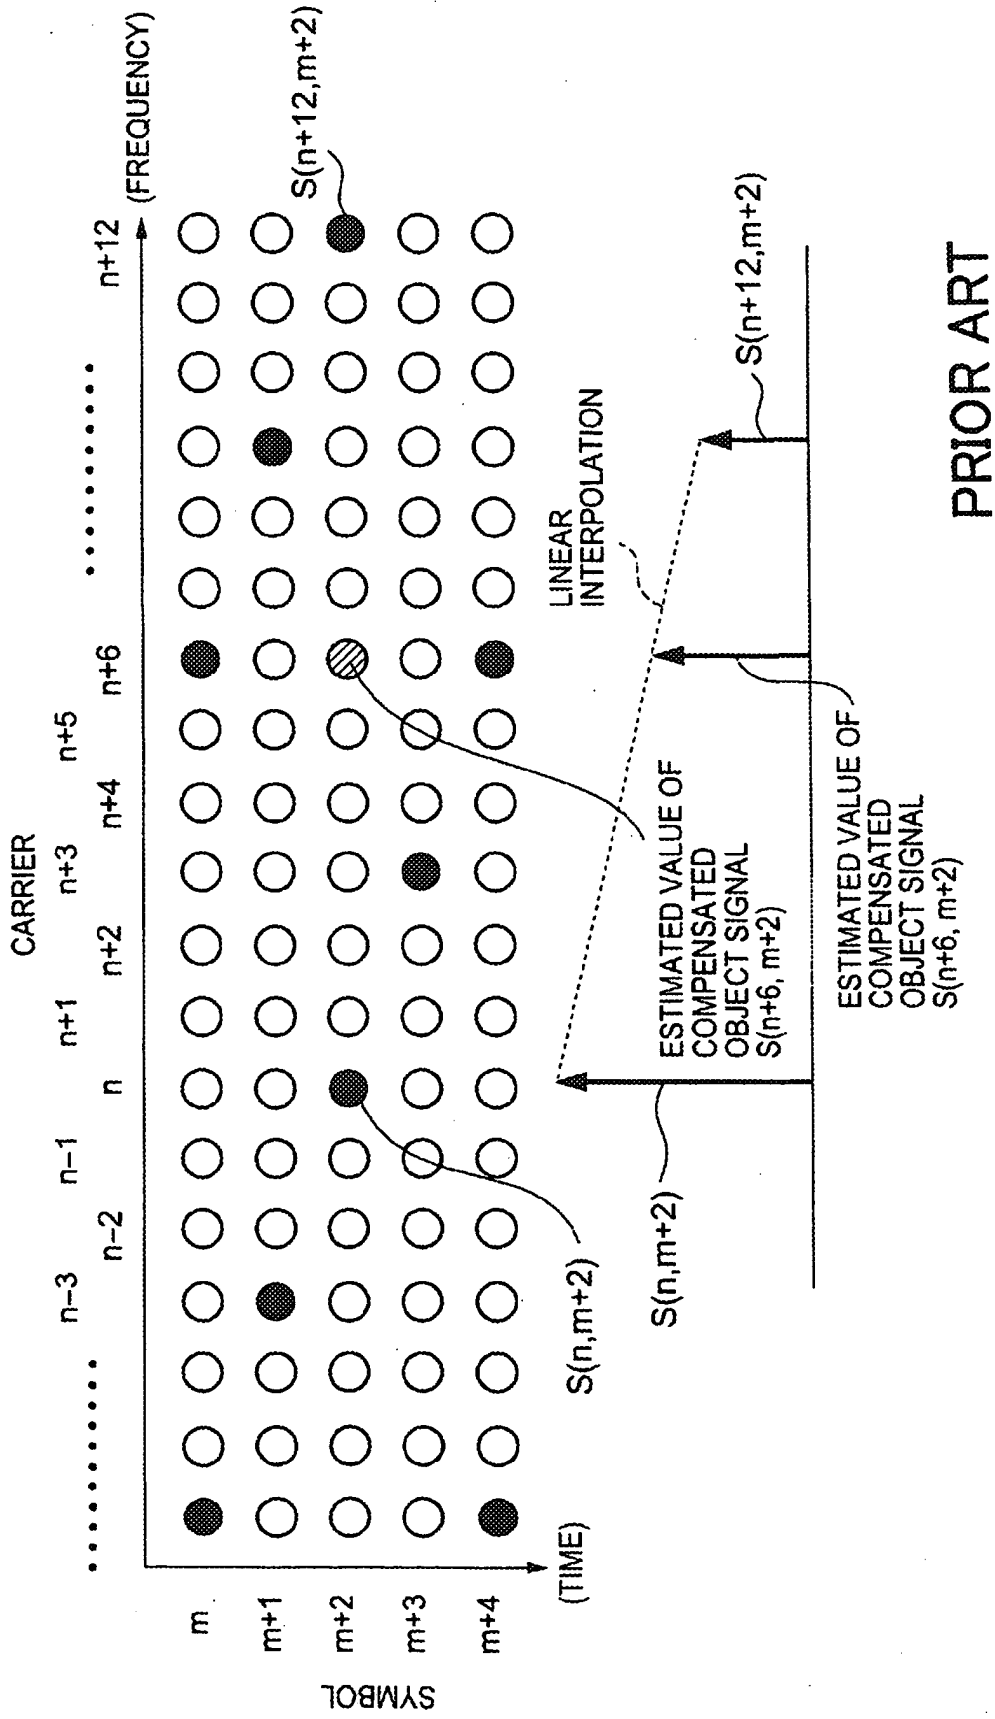 CARRIER
n-3
n-2
n-1
n
n+1
n+2
n+3
n+4
n+5
n+6
n+12
(FREQUENCY)
SYMBOL
m
m+1
m+2
m+3
m+4
(TIME)
S(n,m+2)
S(n+12,m+2)
ESTIMATED VALUE OF
COMPENSATED
OBJECT SIGNAL
S(n+6, m+2)
LINEAR
INTERPOLATION
S(n,m+2)
S(n+12,m+2)
ESTIMATED VALUE OF
COMPENSATED
OBJECT SIGNAL
S(n+6, m+2)
PRIOR ART